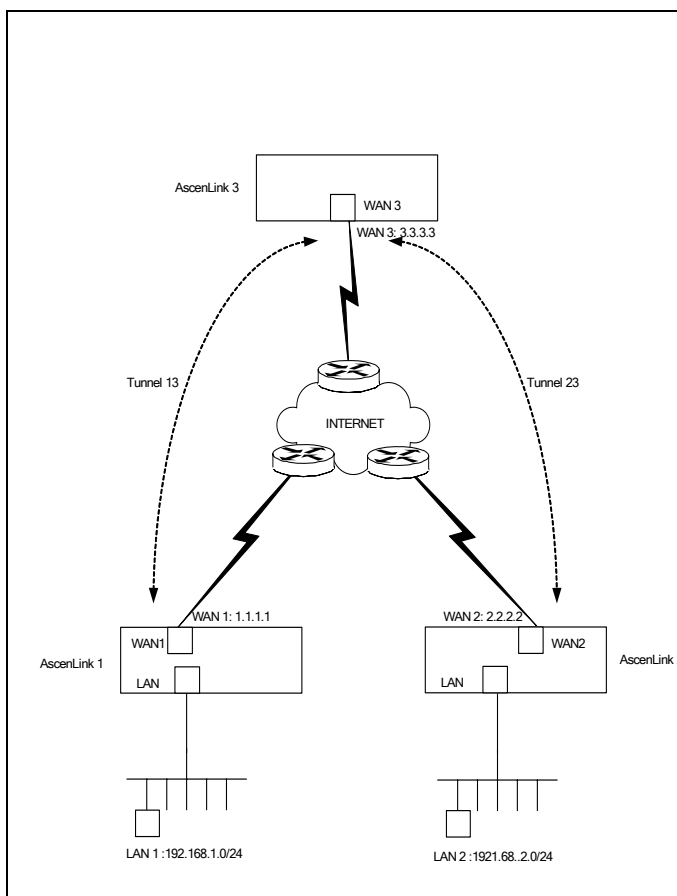 AscenLink 3
WAN 3
WAN 3: 3.3.3.3
Tunnel 13
Tunnel 23
INTERNET
WAN 1: 1.1.1.1
WAN 2: 2.2.2.2
WAN1
WAN2
AscenLink 1
AscenLink
LAN
LAN
LAN 1 :192.168.1.0/24
LAN 2 :1921.68..2.0/24